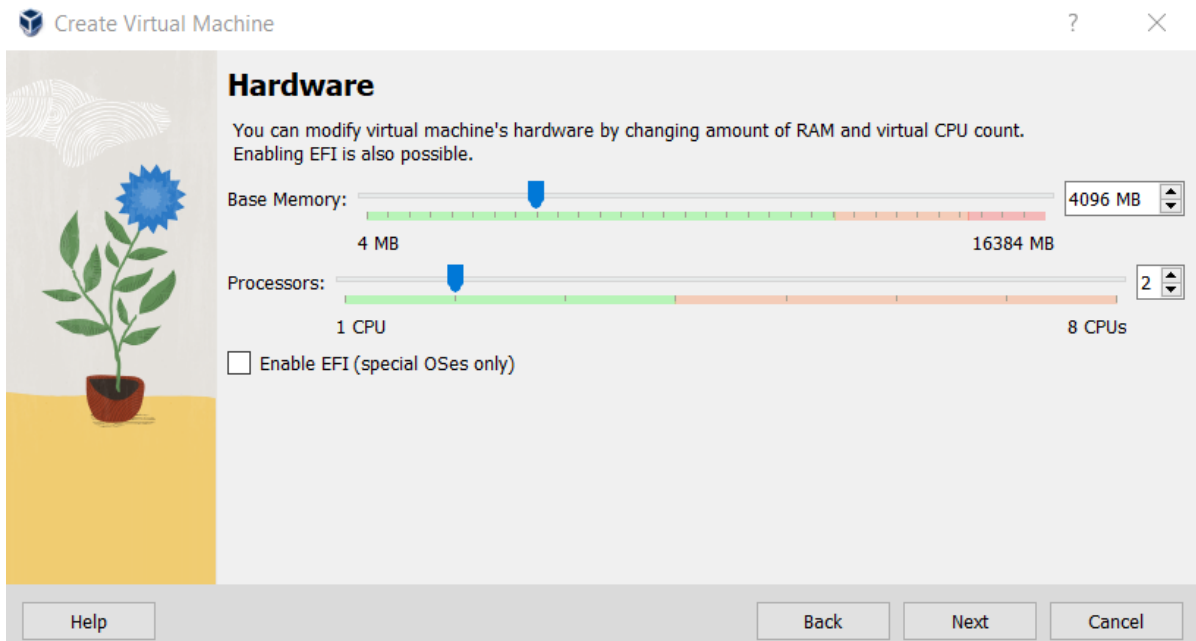 Create Virtual Machine
?
Hardware
You can modify virtual machine's hardware by changing amount of RAM and virtual CPU count.
Enabling EFI is also possible.
Base Memory:
4096 MB
4 MB
16384 MB
Processors:
2
1 CPU
8 CPUs
Enable EFI (special OSes only)
Help
Back
Next
Cancel